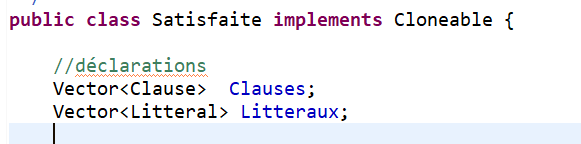 public class Satisfaite implements Cloneable {
//déclarations
Vector<Clause>  Clauses;
Vector<Litteral> Litteraux;